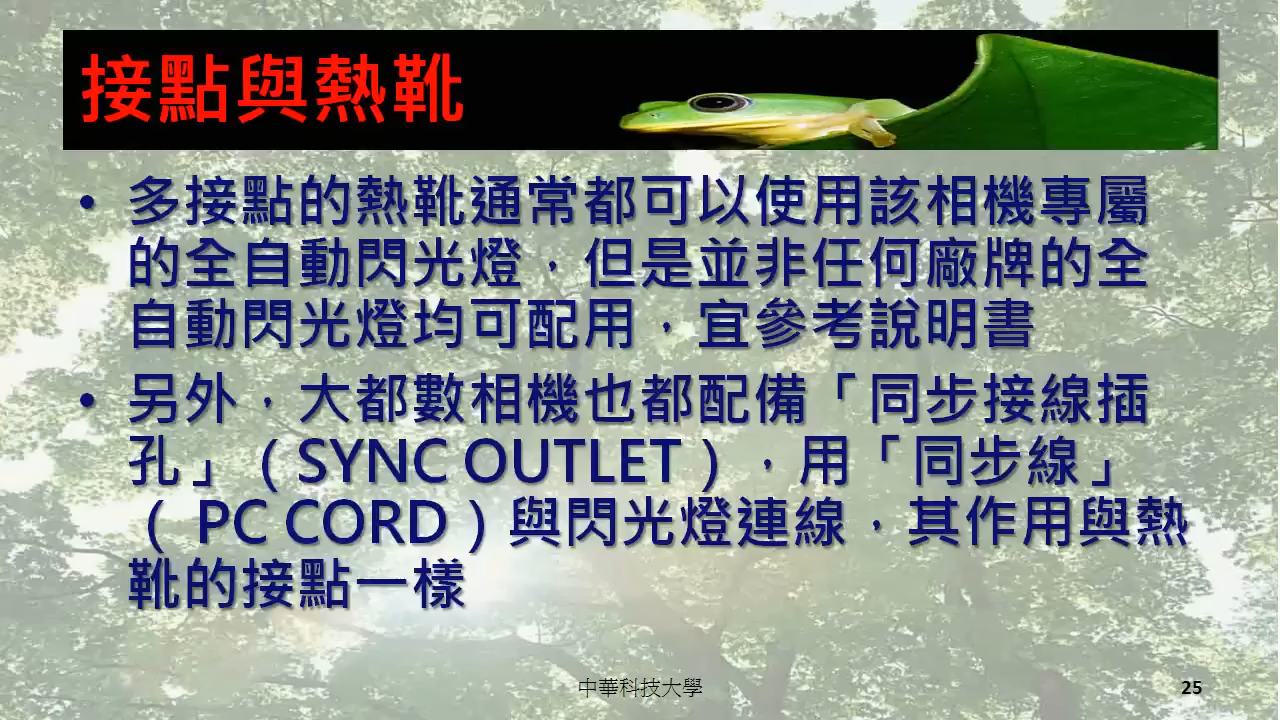 接點與熱靴
• 多接點的熱靴通常都可以使用該相機專屬
的全自動閃光燈，但是並非任何廠牌的全
自動閃光燈均可配用，宜參考說明書
• 另外，大都數相機也都配備「同步接線插
孔」（SYNC OUTLET），用「同步線」
（ PC CORD）與閃光燈連線，其作用與熱
靴的接點一樣
中華科技大學
25